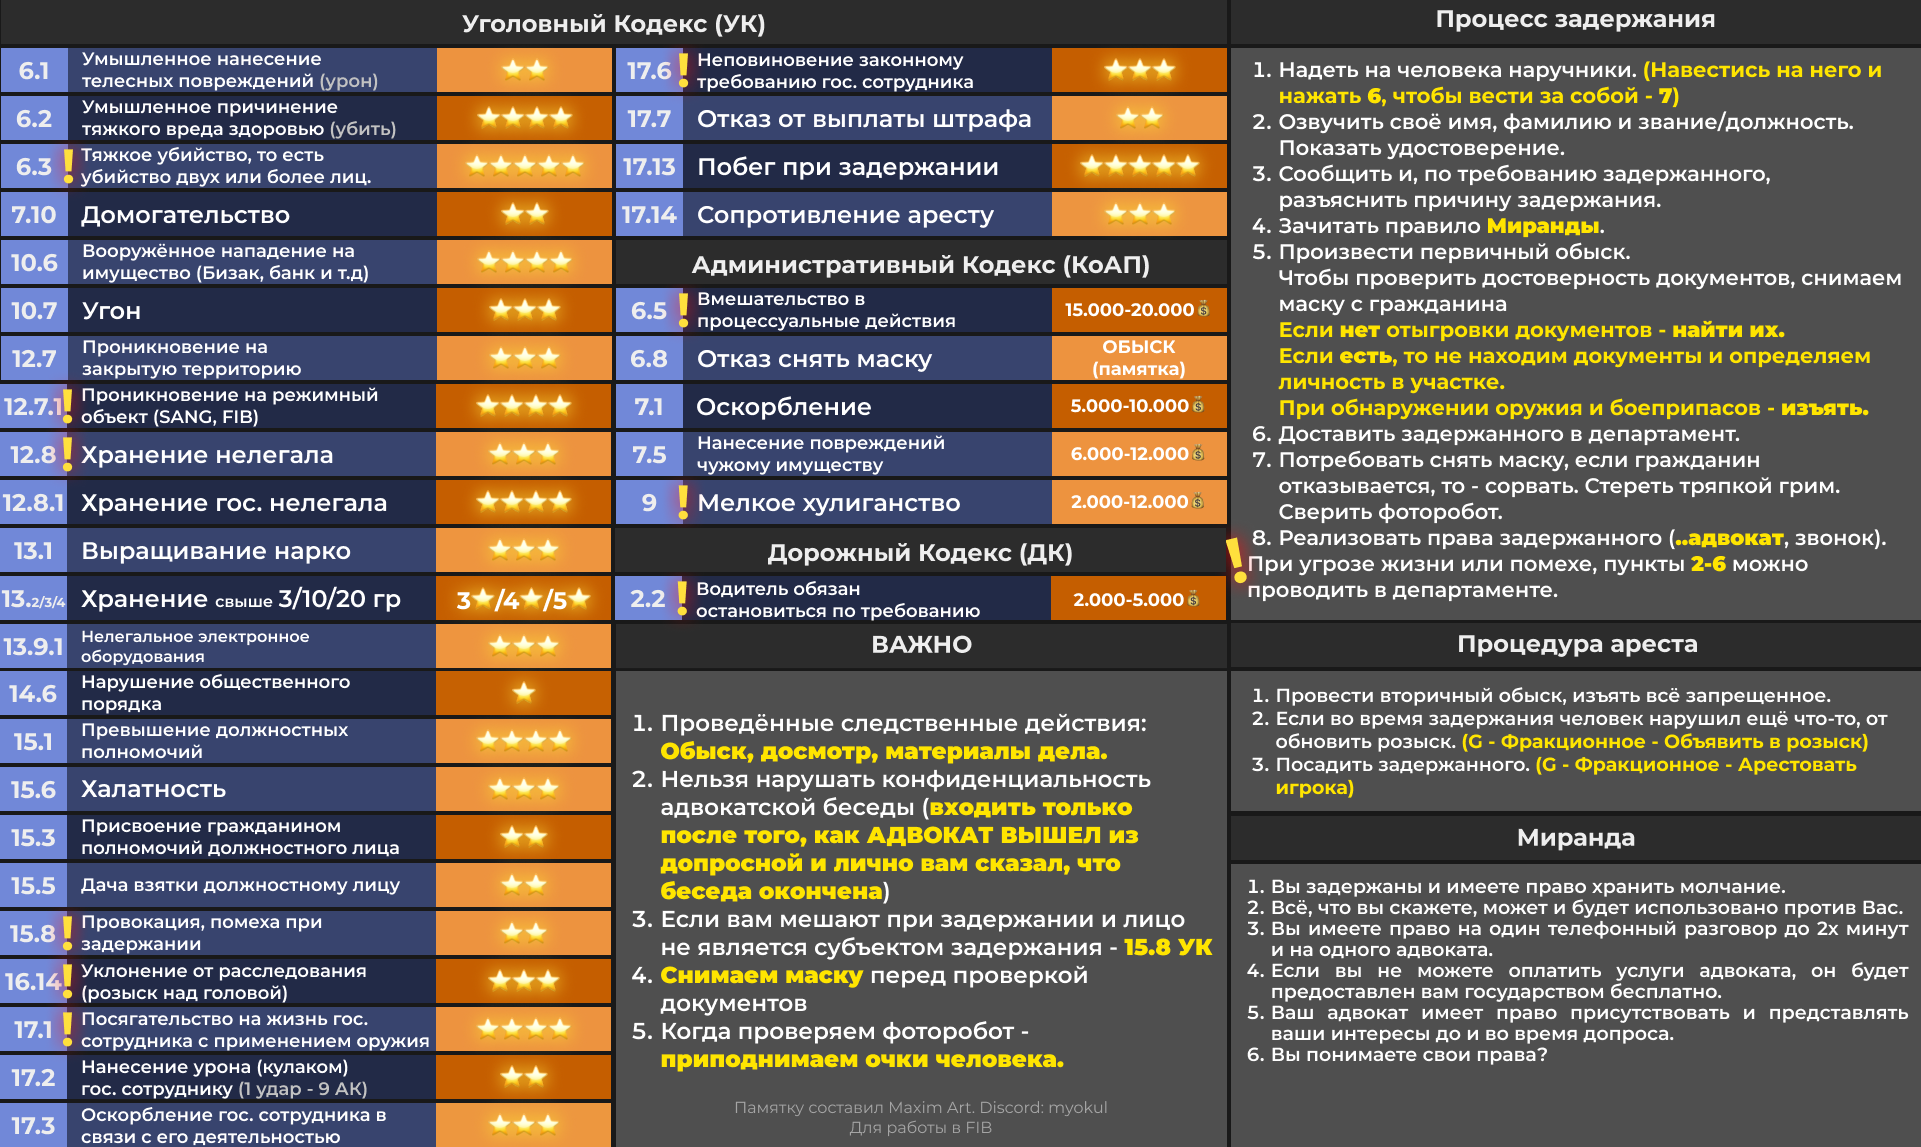 Уголовный Кодекс (УК)
6.1
Умышленное нанесение
телесных повреждений (урон)
6.2
Умышленное причинение
тяжкого вреда здоровью (убить)
6.3
Тяжкое убийство, то есть
убийство двух или более лиц.
7.10
Домогательство
10.6
Вооружённое нападение на
имущество (Бизак, банк и т.д)
10.7
Угон
12.7
Проникновение на
закрытую территорию
12.7.1
Проникновение на режимный
объект (SANG, FIB)
12.8
Хранение нелегала
12.8.1
Хранение гос. нелегала
13.1
Выращивание нарко
13.2/3/4
Хранение свыше 3/10/20 гр
3⭐/4⭐/5⭐
13.9.1
Нелегальное электронное
оборудования
14.6
Нарушение общественного
порядка
15.1
Превышение должностных
полномочий
15.6
Халатность
15.3
Присвоение гражданином
полномочий должностного лица
15.5
Дача взятки должностному лицу
15.8
Провокация, помеха при
задержании
16.14
Уклонение от расследования
(розыск над головой)
17.1
Посягательство на жизнь гос.
сотрудника с применением оружия
17.2
Нанесение урона (кулаком)
гос. сотруднику (1 удар - 9 АК)
17.3
Оскорбление гос. сотрудника в
связи с его деятельностью
17.6
Неповиновение законному
требованию гос. сотрудника
17.7
Отказ от выплаты штрафа
17.13
Побег при задержании
17.14
Сопротивление аресту
Административный Кодекс (КоАП)
6.5
Вмешательство в
процессуальные действия
15.000-20.000
6.8
Отказ снять маску
ОБЫСК
(памятка)
7.1
Оскорбление
5.000-10.000
7.5
Нанесение повреждений
чужому имуществу
6.000-12.000
9
Мелкое хулиганство
2.000-12.000
Дорожный Кодекс (ДК)
2.2
Водитель обязан
остановиться по требованию
2.000-5.000
ВАЖНО
1. Проведённые следственные действия:
Обыск, досмотр, материалы дела.
2. Нельзя нарушать конфиденциальность
адвокатской беседы (входить только
после того, как АДВОКАТ ВЫШЕЛ из
допросной и лично вам сказал, что
беседа окончена)
3. Если вам мешают при задержании и лицо
не является субъектом задержания - 15.8 УК
4. Снимаем маску перед проверкой
документов
5. Когда проверяем фоторобот -
приподнимаем очки человека.
Памятку составил Maxim Art. Discord: myokul
Для работы в FIB
Процесс задержания
1. Надеть на человека наручники. (Навестись на него и
нажать 6, чтобы вести за собой - 7)
2. Озвучить своё имя, фамилию и звание/должность.
Показать удостоверение.
3. Сообщить и, по требованию задержанного,
разъяснить причину задержания.
4. Зачитать правило Миранды.
5. Произвести первичный обыск.
Чтобы проверить достоверность документов, снимаем
маску с гражданина
Если нет отыгровки документов - найти их.
Если есть, то не находим документы и определяем
личность в участке.
При обнаружении оружия и боеприпасов - изъять.
6. Доставить задержанного в департамент.
7. Потребовать снять маску, если гражданин
отказывается, то - сорвать. Стереть тряпкой грим.
Сверить фоторобот.
8. Реализовать права задержанного (..адвокат, звонок).
При угрозе жизни или помехе, пункты 2-6 можно
проводить в департаменте.
Процедура ареста
1. Провести вторичный обыск, изъять всё запрещенное.
2. Если во время задержания человек нарушил ещё что-то, от
обновить розыск. (G - Фракционное - Объявить в розыск)
3. Посадить задержанного. (G - Фракционное - Арестовать
игрока)
Миранда
1. Вы задержаны и имеете право хранить молчание.
2. Всё, что вы скажете, может и будет использовано против Вас.
3. Вы имеете право на один телефонный разговор до 2х минут
и на одного адвоката.
4. Если вы не можете оплатить услуги адвоката, он будет
предоставлен вам государством бесплатно.
5. Ваш адвокат имеет право присутствовать и представлять
ваши интересы до и во время допроса.
6. Вы понимаете свои права?